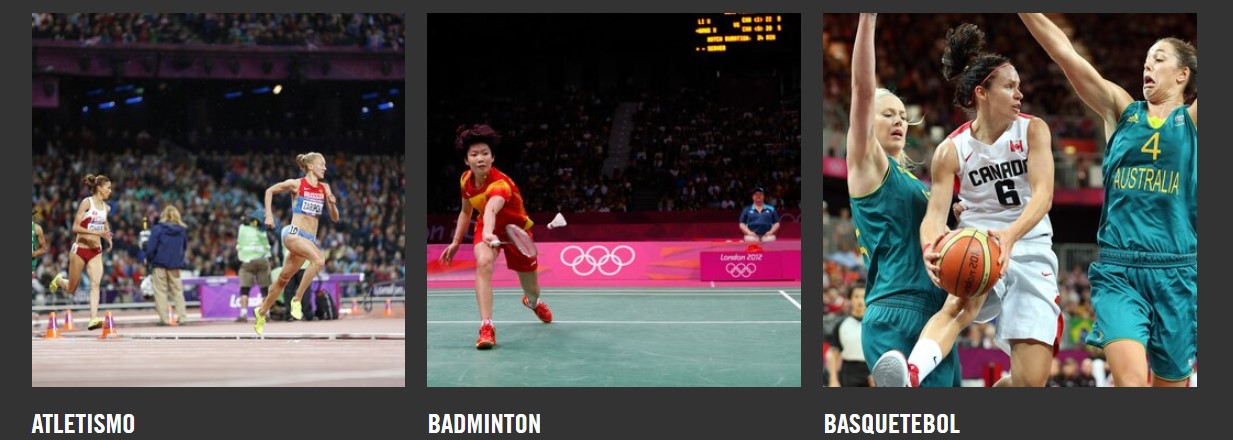 London 2012
CANADA
6
4
AUSTRALIA
ATLETISMO
BADMINTON
BASQUETEBOL